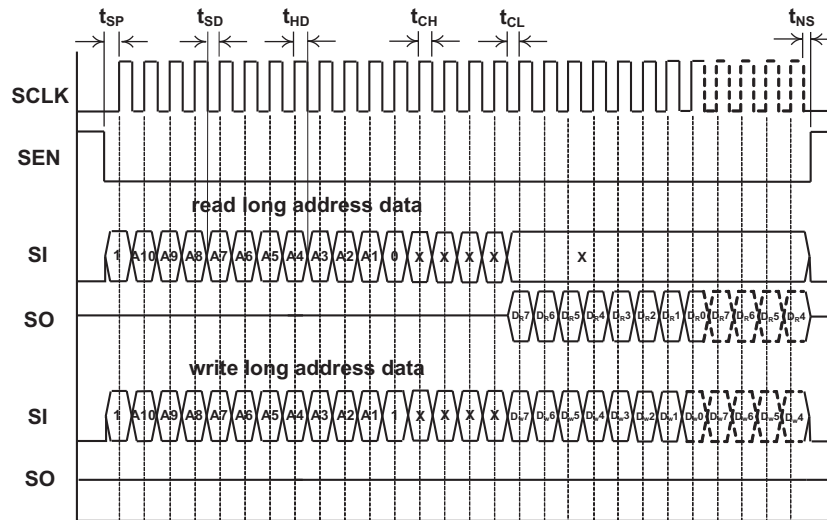 tSP tSD tHD tCH tCL tNS
SCLK
SEN
read long address data
SI 1 A10 A9 A8 A7 A6 A5 A4 A3 A2 A1 0 X X X X X
SO DR7 DR6 DR5 DR4 DR3 DR2 DR1 DR0 DR7 DR6 DR5 DR4
write long address data
SI 1 A10 A9 A8 A7 A6 A5 A4 A3 A2 A1 1 X X X X Dw7 Dw6 Dw5 Dw4 Dw3 Dw2 Dw1 Dw0 Dw7 Dw6 Dw5 Dw4
SO